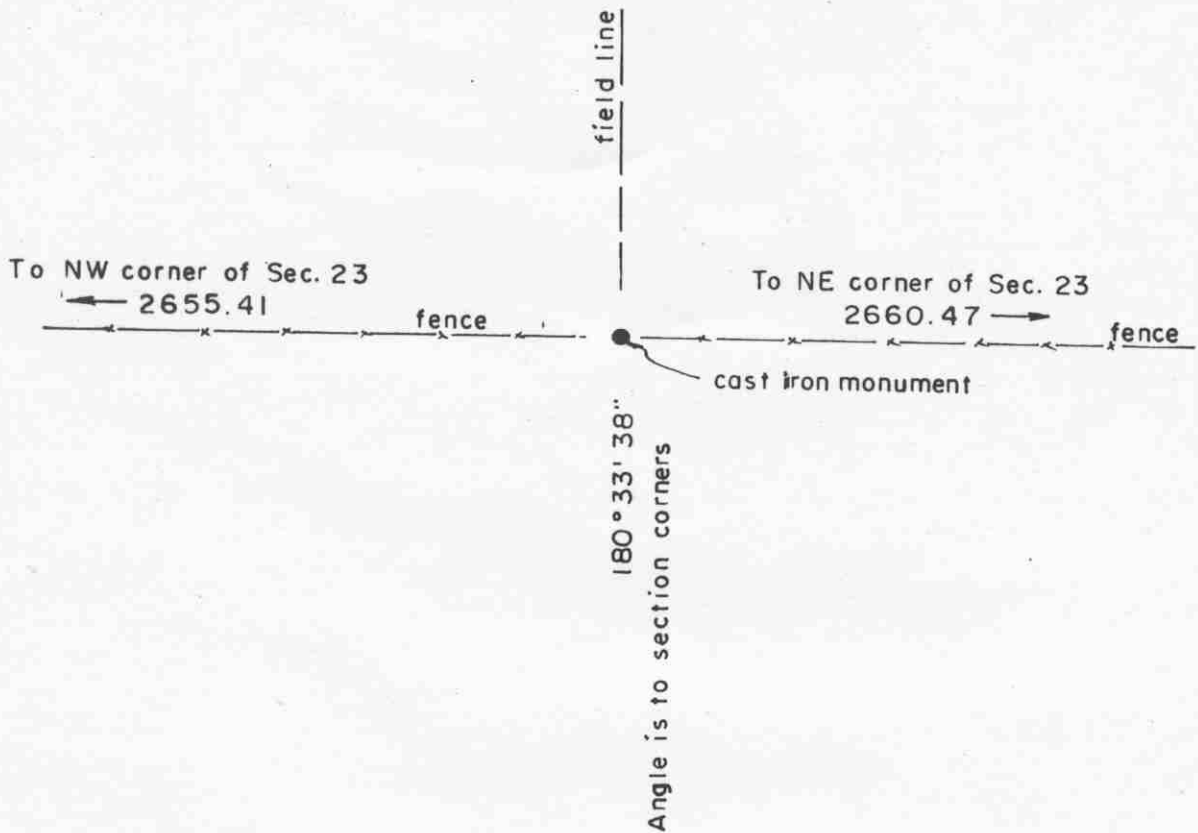 field line
To NW corner of Sec. 23
2655.41
fence
To NE corner of Sec. 23
2660.47
fence
cast iron monument
180° 33' 38"
Angle is to section corners